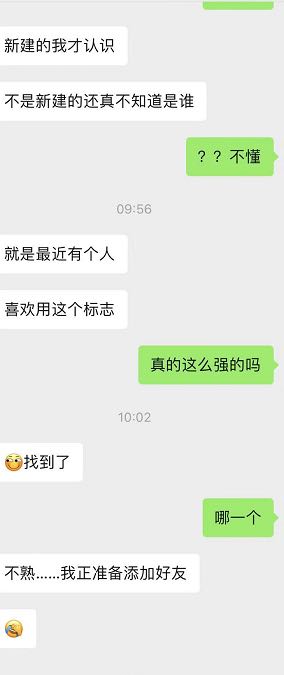 新建的我才认识
不是新建的还真不知道是谁
？？不懂
09:56
就是最近有个人
喜欢用这个标志
真的这么强的吗
10:02
找到了
哪一个
不熟……我正准备添加好友